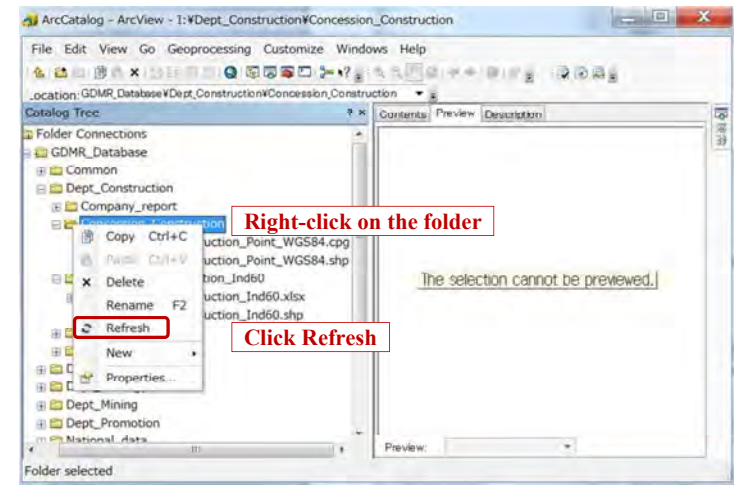 ArcCatalog - ArcView - I:¥Dept_Construction¥Concession_Construction
File Edit View Go Geoprocessing Customize Windows Help
ocation: GDMR_Database¥Dept_Construction¥Concession_Construction
Catalog Tree
Contents Preview Description
Folder Connections
GDMR_Database
Common
Dept_Construction
Company_report
Concession_Construction
Right-click on the folder
Copy Ctrl+C
uction_Point_WGS84.cpg
Paste Ctrl+V
uction_Point_WGS84.shp
Delete
tion_Ind60
The selection cannot be previewed.
uction_Ind60.xlsx
Rename F2
uction_Ind60.shp
Refresh
Click Refresh
New
Properties...
Dept_Mining
Dept_Promotion
National_data
Preview:
Folder selected